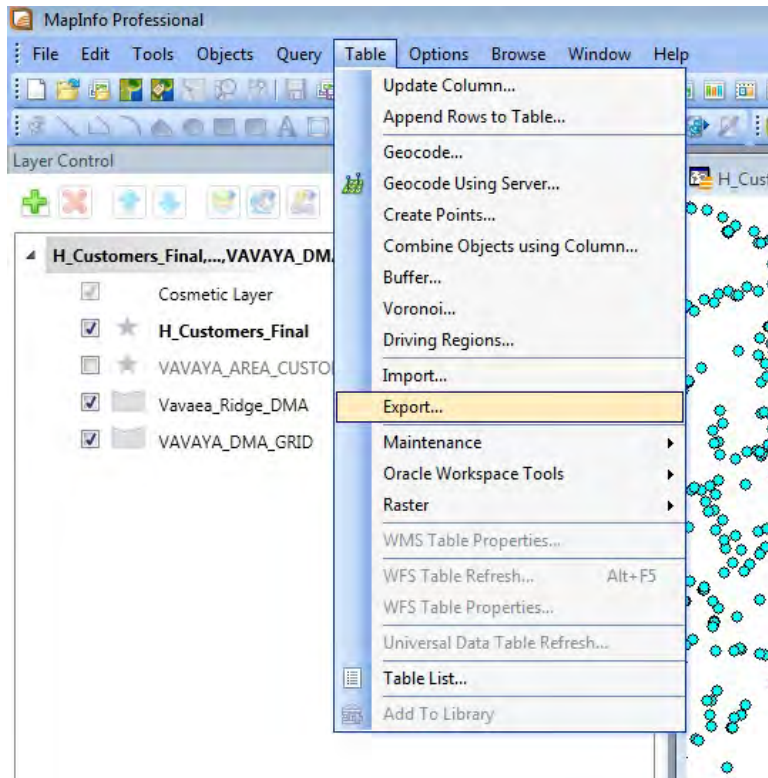 MapInfo Professional
File Edit Tools Objects Query Table Options Browse Window Help
Layer Control
H_Customers_Final,...,VAVAYA_DM
Cosmetic Layer
H_Customers_Final
VAVAYA_AREA_CUSTO
Vavaea_Ridge_DMA
VAVAYA_DMA_GRID
Update Column...
Append Rows to Table...
Geocode...
Geocode Using Server...
Create Points...
Combine Objects using Column...
Buffer...
Voronoi...
Driving Regions...
Import...
Export...
Maintenance
Oracle Workspace Tools
Raster
WMS Table Properties...
WFS Table Refresh... Alt+F5
WFS Table Properties...
Universal Data Table Refresh...
Table List...
Add To Library
H_Cus